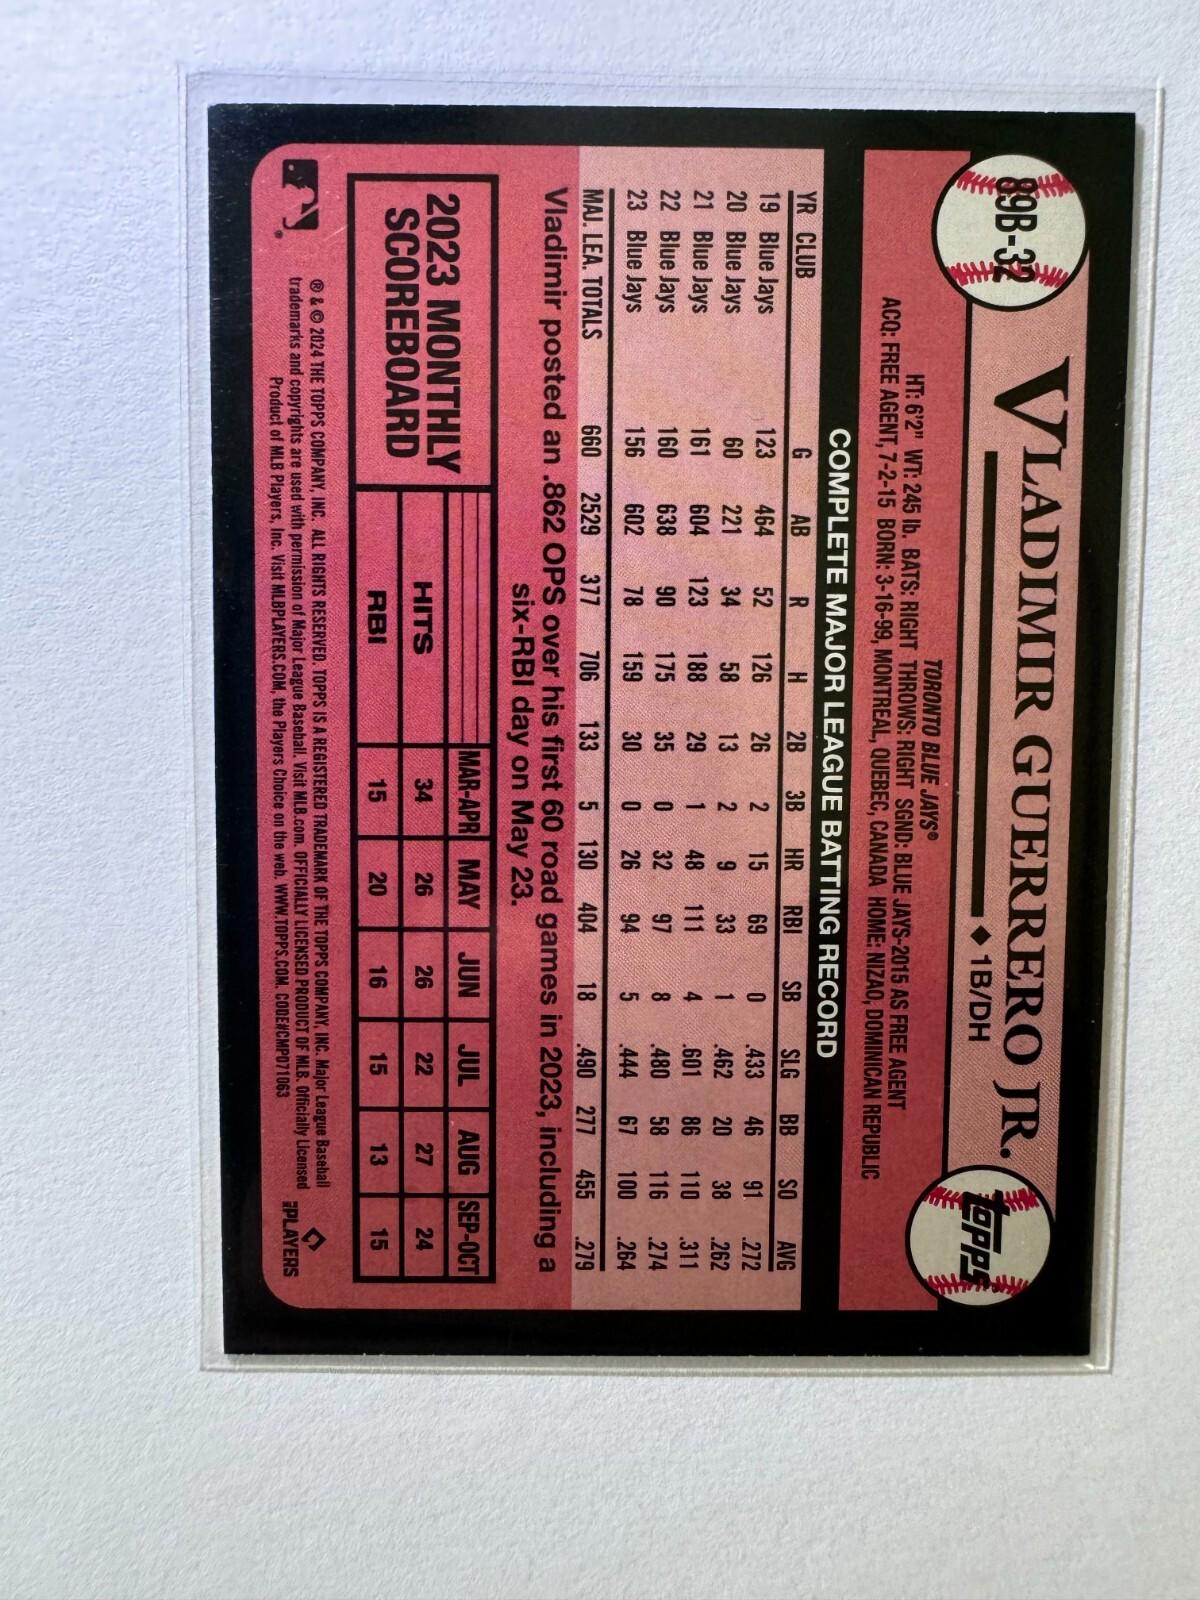 89B-32
VLADIMIR GUERRERO JR.
◆ 1B/DH
topps
TORONTO BLUE JAYS®
HT: 6'2" WT: 245 lb. BATS: RIGHT THROWS: RIGHT SGND: BLUE JAYS-2015 AS FREE AGENT
ACQ: FREE AGENT, 7-2-15 BORN: 3-16-99, MONTREAL, QUEBEC, CANADA HOME: NIZAO, DOMINICAN REPUBLIC
COMPLETE MAJOR LEAGUE BATTING RECORD
YR CLUB G AB R H 2B 3B HR RBI SB SLG BB SO AVG
19 Blue Jays 123 464 52 126 26 2 15 69 0 .433 46 91 .272
20 Blue Jays 60 221 34 58 13 2 9 33 1 .462 20 38 .262
21 Blue Jays 161 604 123 188 29 1 48 111 4 .601 86 110 .311
22 Blue Jays 160 638 90 175 35 0 32 97 8 .480 58 116 .274
23 Blue Jays 156 602 78 159 30 0 26 94 5 .444 67 100 .264
MAJ. LEA. TOTALS 660 2529 377 706 133 5 130 404 18 .490 277 455 .279
Vladimir posted an .862 OPS over his first 60 road games in 2023, including a
six-RBI day on May 23.
2023 MONTHLY
SCOREBOARD
MAR-APR MAY JUN JUL AUG SEP-OCT
HITS 34 26 26 22 27 24
RBI 15 20 16 15 13 15
® & © 2024 THE TOPPS COMPANY, INC. ALL RIGHTS RESERVED. TOPPS IS A REGISTERED TRADEMARK OF THE TOPPS COMPANY, INC. Major League Baseball
trademarks and copyrights are used with permission of Major League Baseball. Visit MLB.com. OFFICIALLY LICENSED PRODUCT OF MLB. Officially Licensed
Product of MLB Players, Inc. Visit MLBPLAYERS.COM, the Players Choice on the web. WWW.TOPPS.COM. CODE#CMP071063
MLB PLAYERS